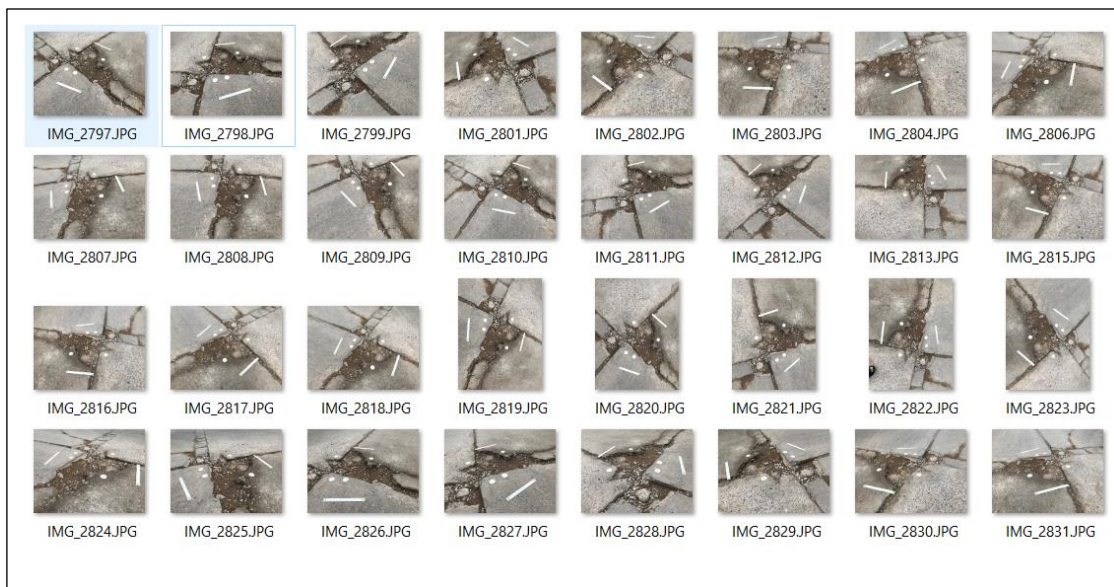 IMG_2797.JPG IMG_2798.JPG IMG_2799.JPG IMG_2801.JPG IMG_2802.JPG IMG_2803.JPG IMG_2804.JPG IMG_2806.JPG
IMG_2807.JPG IMG_2808.JPG IMG_2809.JPG IMG_2810.JPG IMG_2811.JPG IMG_2812.JPG IMG_2813.JPG IMG_2815.JPG
IMG_2816.JPG IMG_2817.JPG IMG_2818.JPG IMG_2819.JPG IMG_2820.JPG IMG_2821.JPG IMG_2822.JPG IMG_2823.JPG
IMG_2824.JPG IMG_2825.JPG IMG_2826.JPG IMG_2827.JPG IMG_2828.JPG IMG_2829.JPG IMG_2830.JPG IMG_2831.JPG